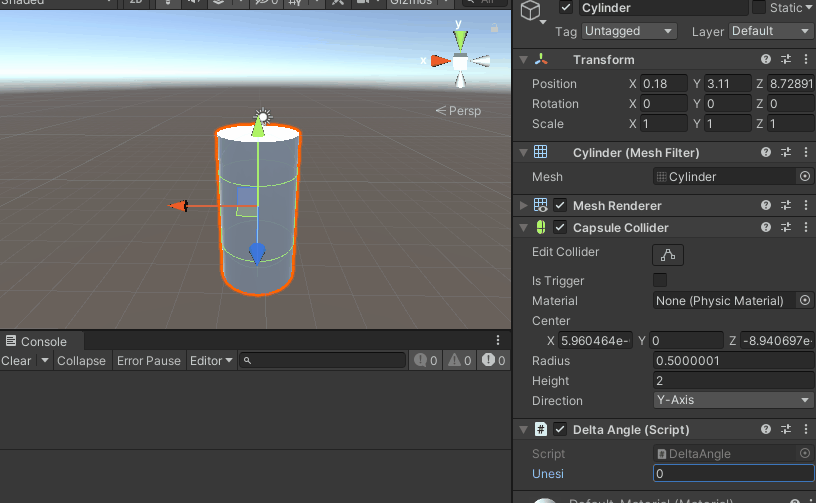 Shaded
2D
0
Gizmos
All
y
x
Persp
Console
Clear
Collapse
Error Pause
Editor
0
0
0
Cylinder
Static
Tag
Untagged
Layer
Default
Transform
Position
X
0.18
Y
3.11
Z
8.72891
Rotation
X
0
Y
0
Z
0
Scale
X
1
Y
1
Z
1
Cylinder (Mesh Filter)
Mesh
Cylinder
Mesh Renderer
Capsule Collider
Edit Collider
Is Trigger
Material
None (Physic Material)
Center
X
5.960464e-
Y
0
Z
-8.940697e-
Radius
0.5000001
Height
2
Direction
Y-Axis
Delta Angle (Script)
Script
DeltaAngle
Unesi
0
Default-Material (Material)